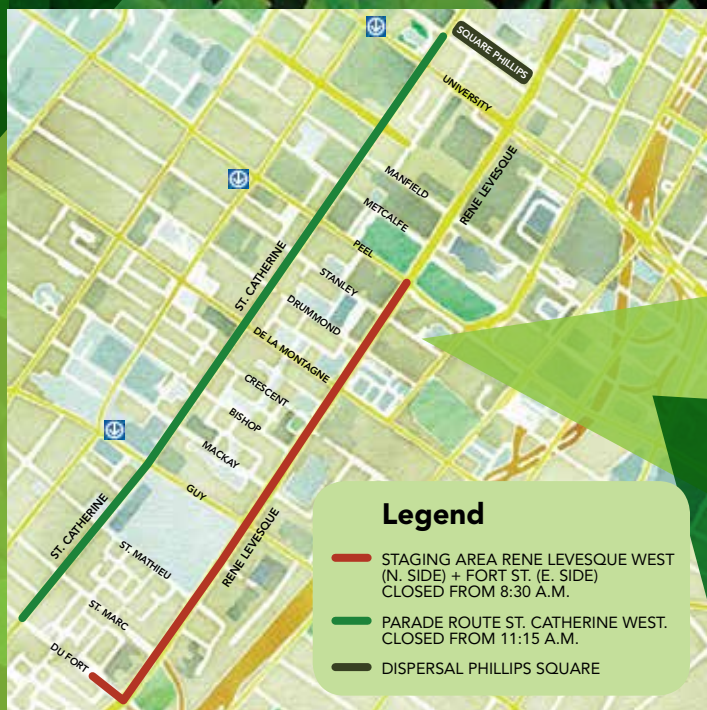 SQUARE PHILLIPS
UNIVERSITY
MANFIELD
RENE LEVESQUE
METCALFE
PEEL
ST. CATHERINE
STANLEY
DRUMMOND
DE LA MONTAGNE
CRESCENT
BISHOP
MACKAY
GUY
ST. CATHERINE
RENE LEVESQUE
ST. MATHIEU
ST. MARC
DU FORT
Legend
STAGING AREA RENE LEVESQUE WEST
(N. SIDE) + FORT ST. (E. SIDE)
CLOSED FROM 8:30 A.M.
PARADE ROUTE ST. CATHERINE WEST.
CLOSED FROM 11:15 A.M.
DISPERSAL PHILLIPS SQUARE